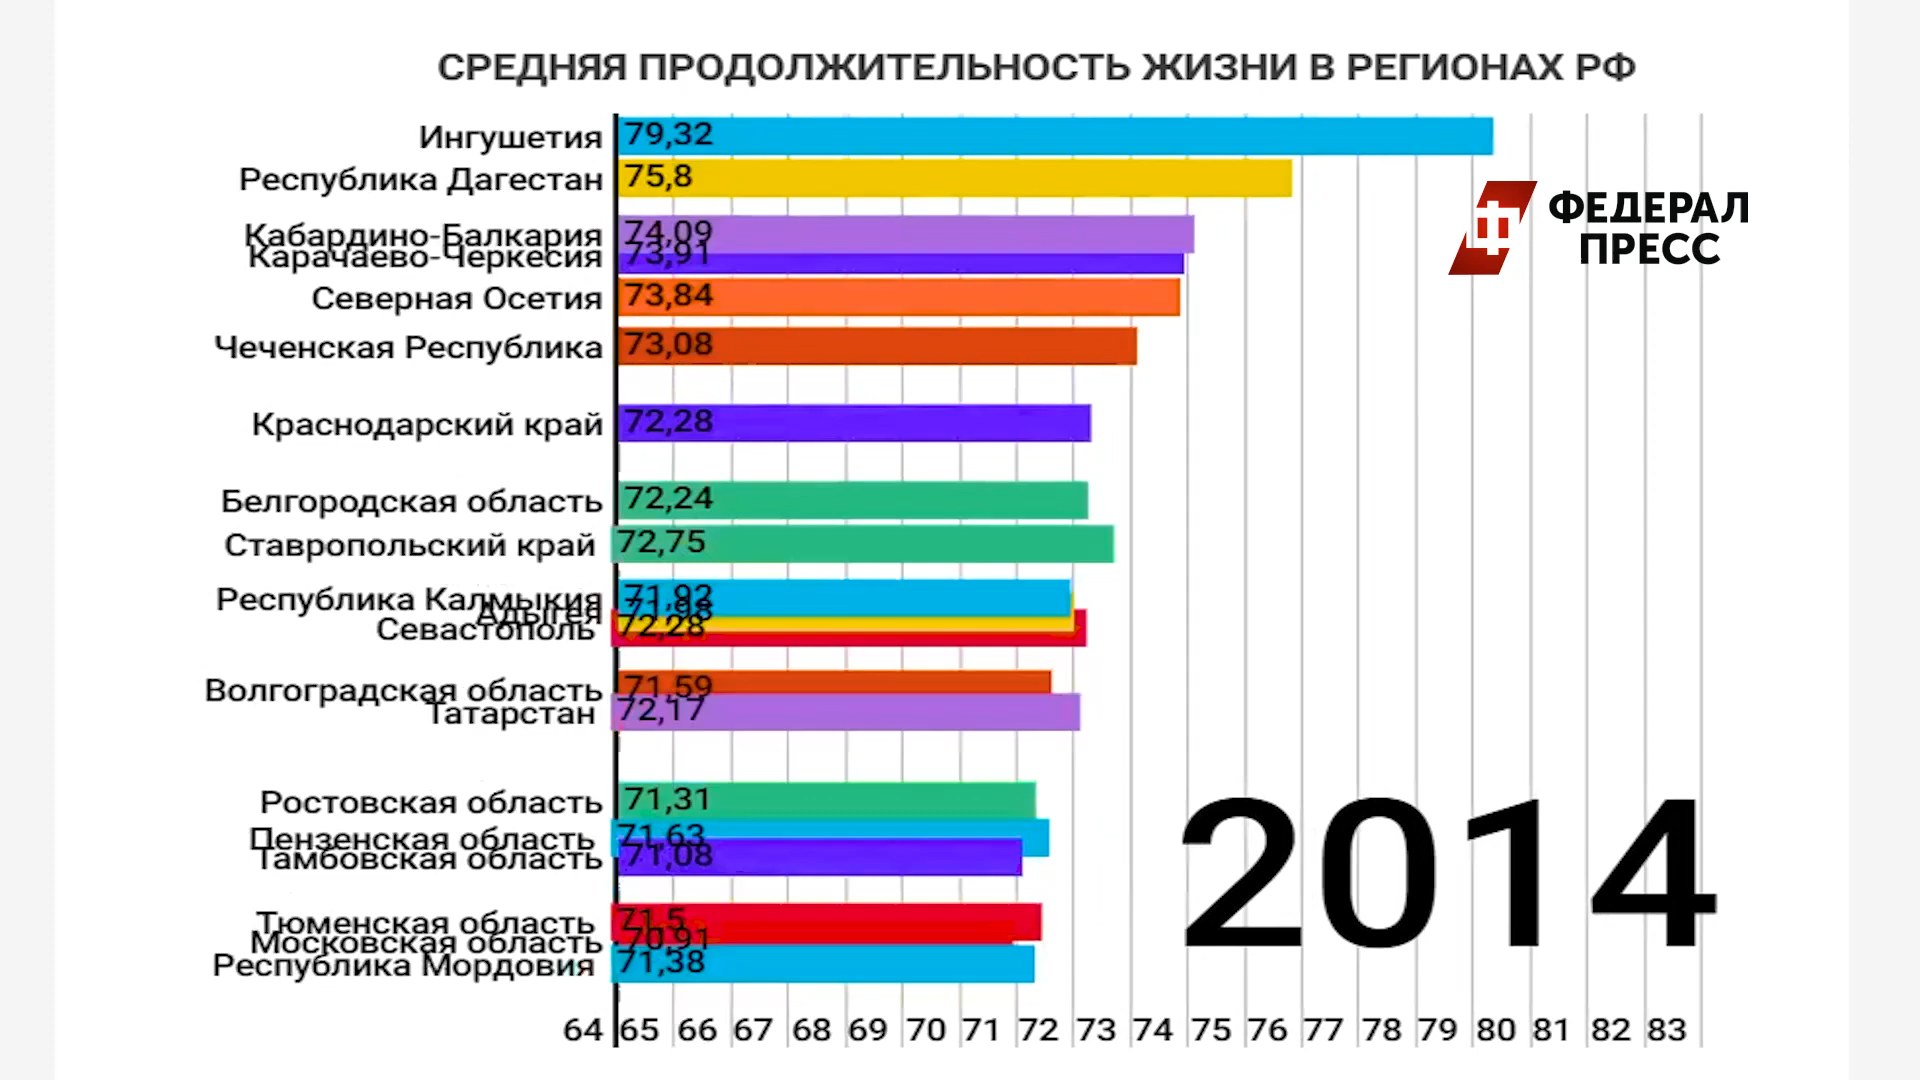 СРЕДНЯЯ ПРОДОЛЖИТЕЛЬНОСТЬ ЖИЗНИ В РЕГИОНАХ РФ
Ингушетия 79,32
Республика Дагестан 75,8
Кабардино-Балкария 74,09
Карачаево-Черкесия 73,91
Северная Осетия 73,84
Чеченская Республика 73,08
Краснодарский край 72,28
Белгородская область 72,24
Ставропольский край 72,75
Республика Калмыкия 71,92
Адыгея 71,98
Севастополь 72,28
Волгоградская область 71,59
Татарстан 72,17
Ростовская область 71,31
Пензенская область 71,63
Тамбовская область 71,08
Тюменская область 71,5
Московская область 70,91
Республика Мордовия 71,38
64 65 66 67 68 69 70 71 72 73 74 75 76 77 78 79 80 81 82 83
ФЕДЕРАЛ
ПРЕСС
2014